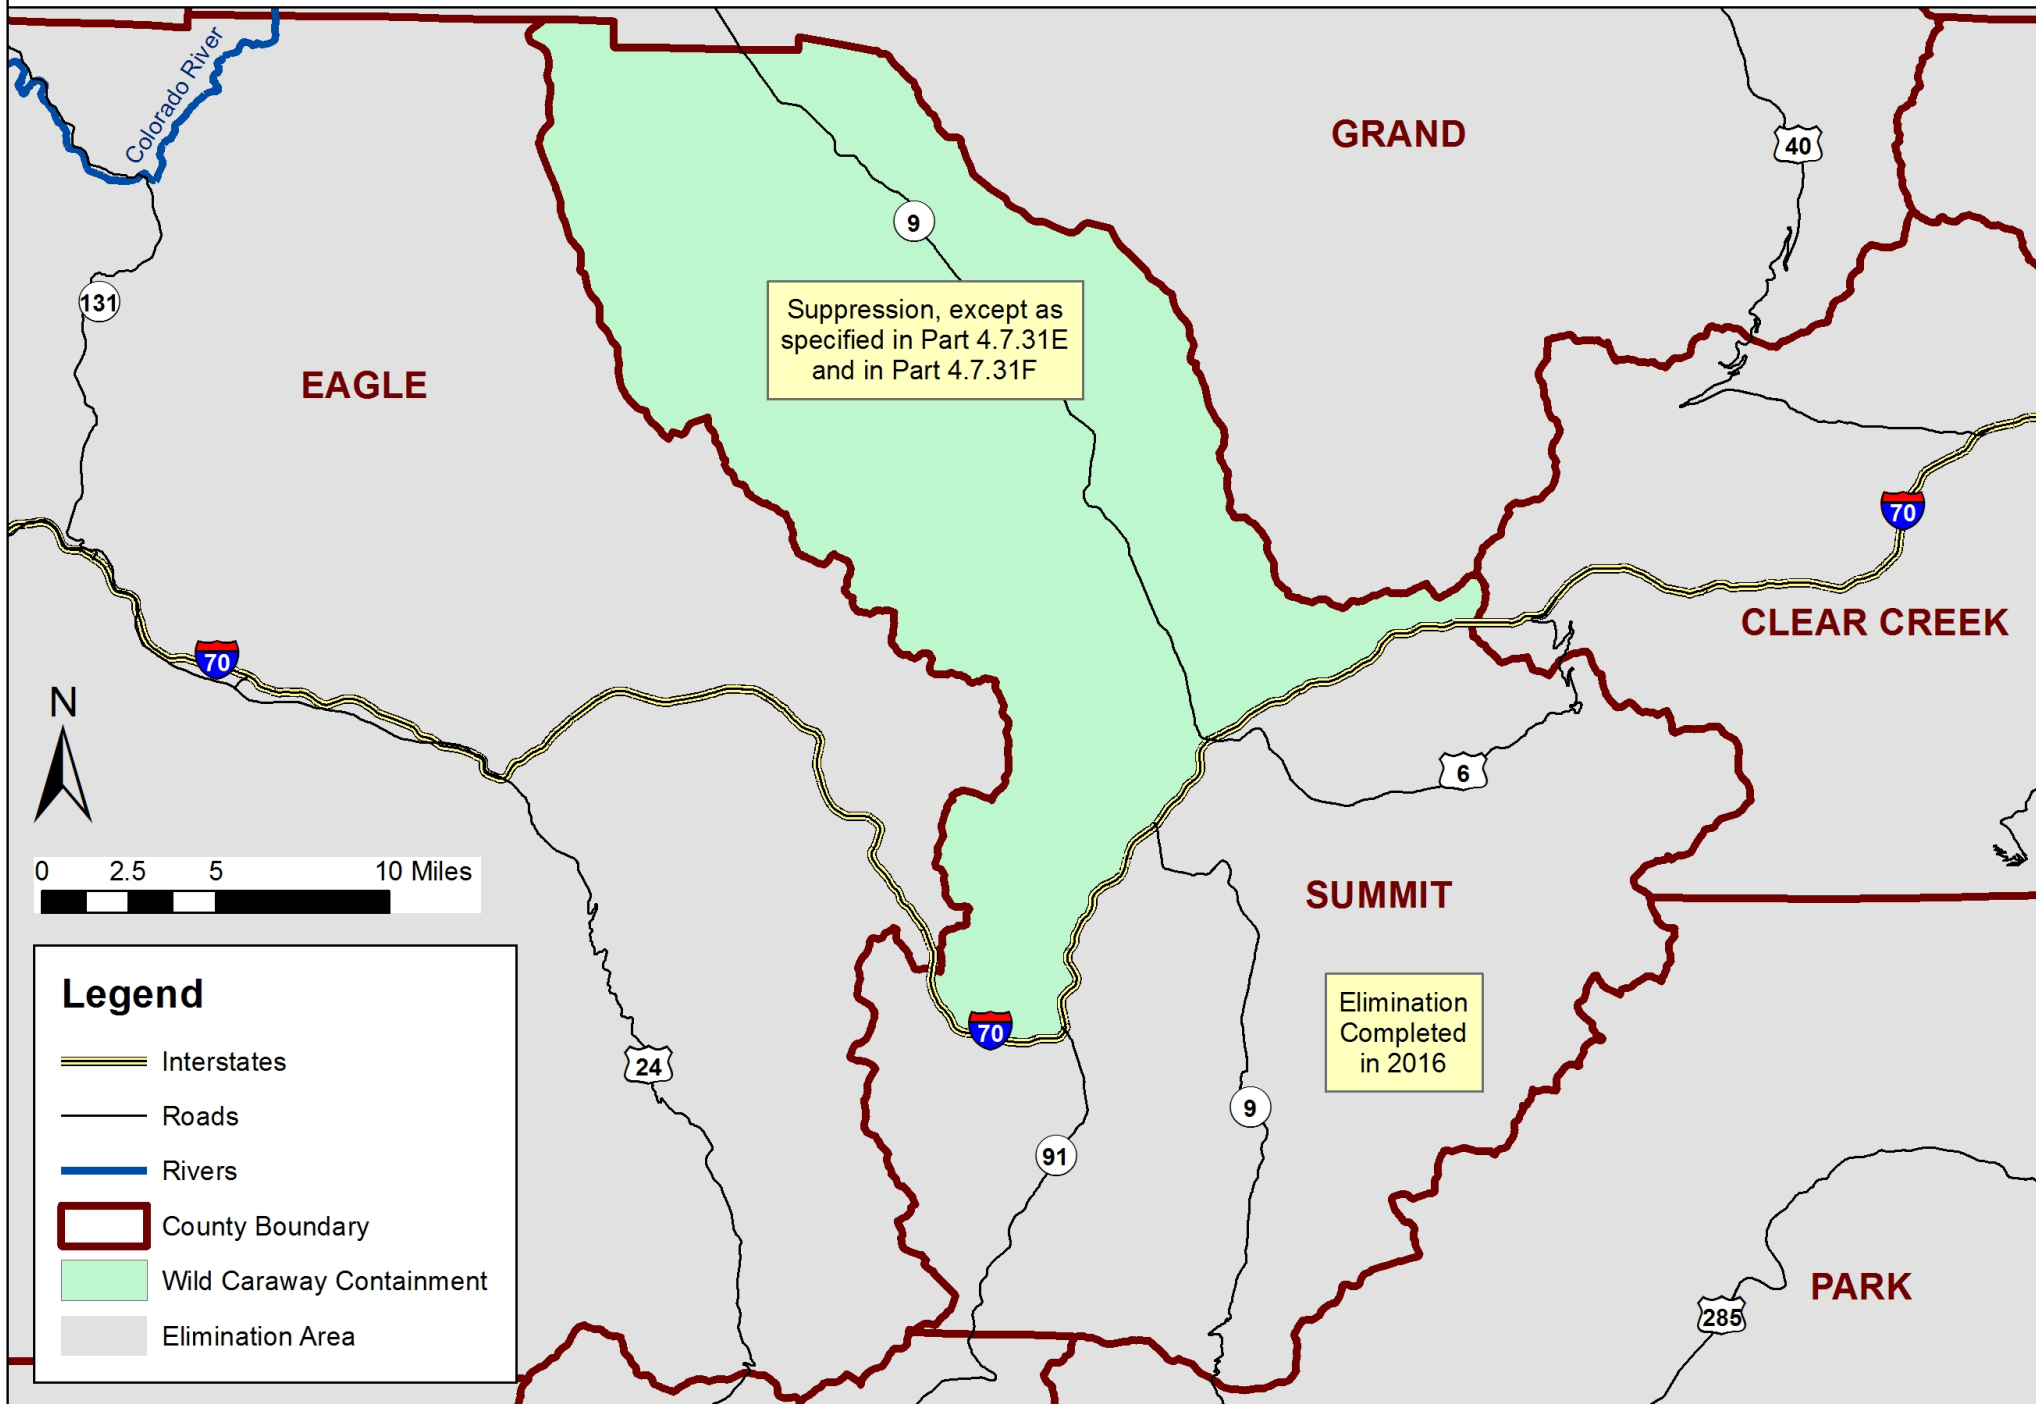 Colorado River
GRAND
40
9
131
Suppression, except as
specified in Part 4.7.31E
and in Part 4.7.31F
EAGLE
70
CLEAR CREEK
70
N
6
0 2.5 5 10 Miles
SUMMIT
Legend
Interstates
Roads
Rivers
County Boundary
Wild Caraway Containment
Elimination Area
Elimination
Completed
in 2016
70
24
9
91
PARK
285